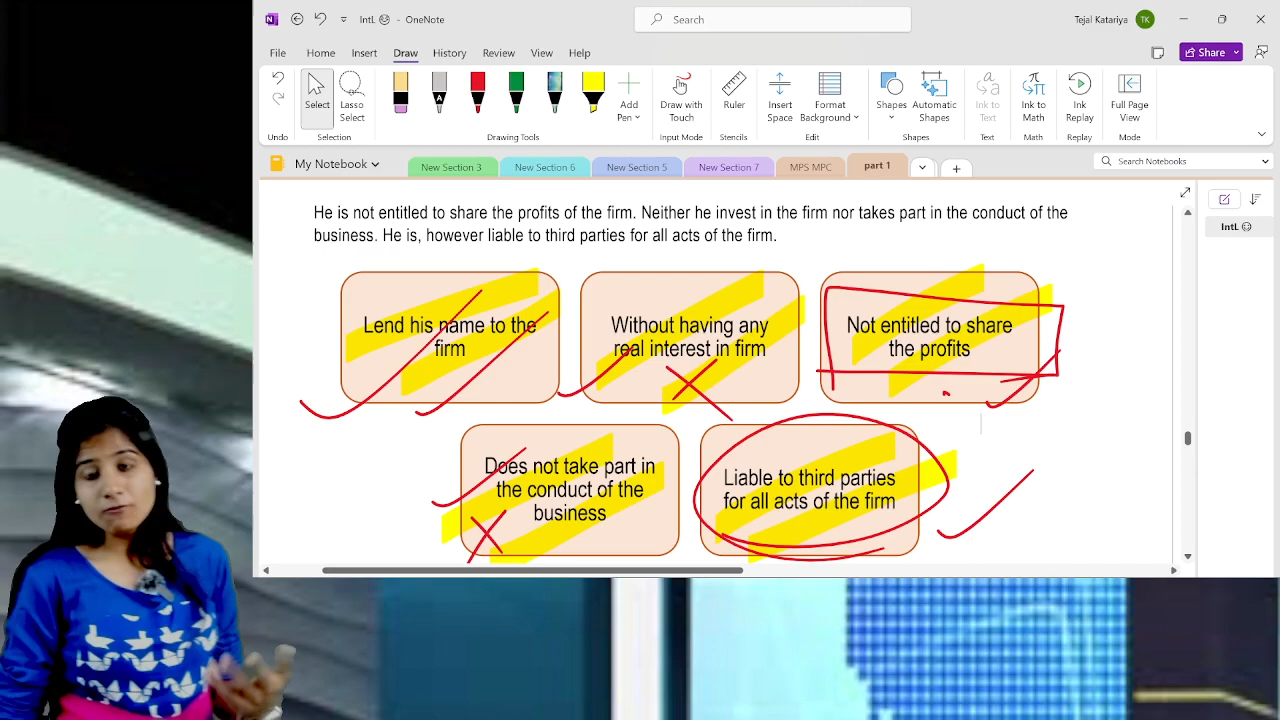 IntL OneNote
Search
Tejal Katariya TK
File Home Insert Draw History Review View Help
Share
Undo
Select
Lasso
Select
Selection
A
Add
Pen
Drawing Tools
Draw with
Touch
Input Mode
Ruler
Stencils
Insert
Space
Format
Background
Edit
Shapes
Automatic
Shapes
Shapes
Ink to
Text
Text
Ink to
Math
Math
Ink
Replay
Replay
Full Page
View
Mode
My Notebook
New Section 3 New Section 6 New Section 5 New Section 7 MPS MPC part 1
Search Notebooks
IntL
He is not entitled to share the profits of the firm. Neither he invest in the firm nor takes part in the conduct of the
business. He is, however liable to third parties for all acts of the firm.
Lend his name to the
firm
Without having any
real interest in firm
Not entitled to share
the profits
Does not take part in
the conduct of the
business
Liable to third parties
for all acts of the firm